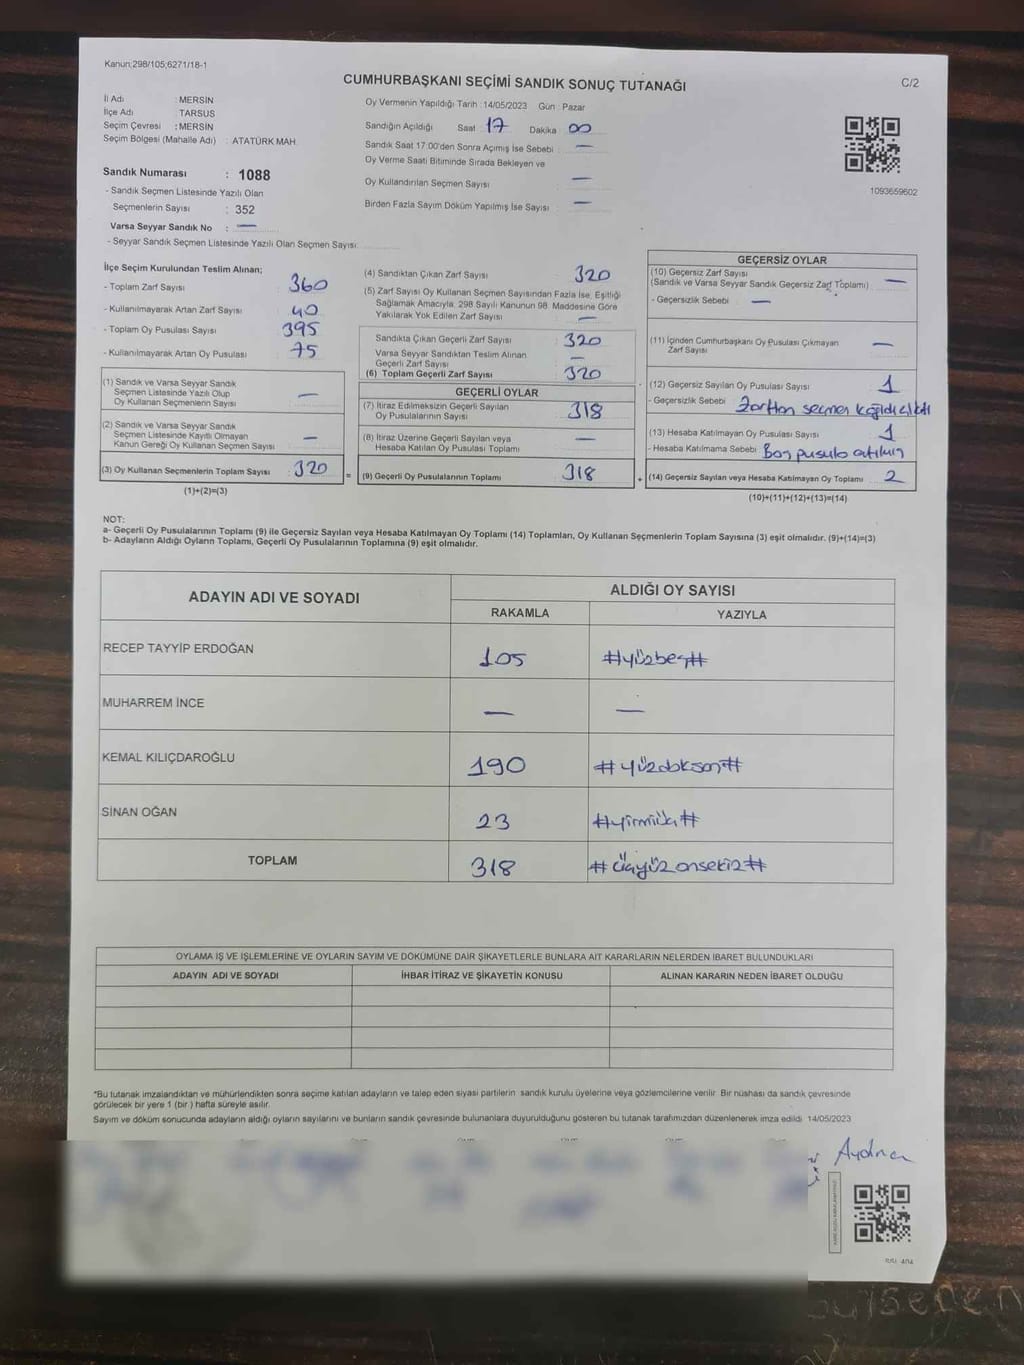 Kanun;298/105;6271/18-1
CUMHURBAŞKANI SEÇİMİ SANDIK SONUÇ TUTANAĞI
C/2
İl Adı : MERSİN
İlçe Adı : TARSUS
Seçim Çevresi : MERSİN
Seçim Bölgesi (Mahalle Adı) : ATATÜRK MAH.
Sandık Numarası : 1088
- Sandık Seçmen Listesinde Yazılı Olan
Seçmenlerin Sayısı : 352
Varsa Seyyar Sandık No : —
- Seyyar Sandık Seçmen Listesinde Yazılı Olan Seçmen Sayısı:
Oy Vermenin Yapıldığı Tarih :14/05/2023 Gün : Pazar
Sandığın Açıldığı Saat 17 Dakika 00
Sandık Saat 17:00'den Sonra Açılmış İse Sebebi : —
Oy Verme Saati Bitiminde Sırada Bekleyen ve
Oy Kullandırılan Seçmen Sayısı : —
Birden Fazla Sayım Döküm Yapılmış İse Sayısı : —
1093659602
İlçe Seçim Kurulundan Teslim Alınan;
- Toplam Zarf Sayısı 360
- Kullanılmayarak Artan Zarf Sayısı 40
- Toplam Oy Pusulası Sayısı 395
- Kullanılmayarak Artan Oy Pusulası 75
(1) Sandık ve Varsa Seyyar Sandık
Seçmen Listesinde Yazılı Olup
Oy Kullanan Seçmenlerin Sayısı —
(2) Sandık ve Varsa Seyyar Sandık
Seçmen Listesinde Kayıtlı Olmayan
Kanun Gereği Oy Kullanan Seçmen Sayısı —
(3) Oy Kullanan Seçmenlerin Toplam Sayısı 320
(1)+(2)=(3)
(4) Sandıktan Çıkan Zarf Sayısı 320
(5) Zarf Sayısı Oy Kullanan Seçmen Sayısından Fazla İse, Eşitliği
Sağlamak Amacıyla, 298 Sayılı Kanunun 98. Maddesine Göre
Yakılarak Yok Edilen Zarf Sayısı —
Sandıkta Çıkan Geçerli Zarf Sayısı 320
Varsa Seyyar Sandıktan Teslim Alınan
Geçerli Zarf Sayısı —
(6) Toplam Geçerli Zarf Sayısı 320
GEÇERLİ OYLAR
(7) İtiraz Edilmeksizin Geçerli Sayılan
Oy Pusulalarının Sayısı 318
(8) İtiraz Üzerine Geçerli Sayılan veya
Hesaba Katılan Oy Pusulası Toplamı —
= (9) Geçerli Oy Pusulalarının Toplamı 318
GEÇERSİZ OYLAR
(10) Geçersiz Zarf Sayısı
(Sandık ve Varsa Seyyar Sandık Geçersiz Zarf Toplamı) —
- Geçersizlik Sebebi —
(11) İçinden Cumhurbaşkanı Oy Pusulası Çıkmayan
Zarf Sayısı —
(12) Geçersiz Sayılan Oy Pusulası Sayısı 1
- Geçersizlik Sebebi Zarftan seçmen kağıdı çıktı
(13) Hesaba Katılmayan Oy Pusulası Sayısı 1
- Hesaba Katılmama Sebebi Boş pusula atılmış
+ (14) Geçersiz Sayılan veya Hesaba Katılmayan Oy Toplamı 2
(10)+(11)+(12)+(13)=(14)
NOT:
a- Geçerli Oy Pusulalarının Toplamı (9) ile Geçersiz Sayılan veya Hesaba Katılmayan Oy Toplamı (14) Toplamları, Oy Kullanan Seçmenlerin Toplam Sayısına (3) eşit olmalıdır. (9)+(14)=(3)
b- Adayların Aldığı Oyların Toplamı, Geçerli Oy Pusulalarının Toplamına (9) eşit olmalıdır.
ADAYIN ADI VE SOYADI
ALDIĞI OY SAYISI
RAKAMLA YAZIYLA
RECEP TAYYİP ERDOĞAN 105 #yüzbeş#
MUHARREM İNCE — —
KEMAL KILIÇDAROĞLU 190 #yüzdoksan#
SİNAN OĞAN 23 #yirmiüç#
TOPLAM 318 #üçyüzonsekiz#
OYLAMA İŞ VE İŞLEMLERİNE VE OYLARIN SAYIM VE DÖKÜMÜNE DAİR ŞİKAYETLERLE BUNLARA AİT KARARLARIN NELERDEN İBARET BULUNDUKLARI
ADAYIN ADI VE SOYADI İHBAR İTİRAZ VE ŞİKAYETİN KONUSU ALINAN KARARIN NEDEN İBARET OLDUĞU
*Bu tutanak imzalandıktan ve mühürlendikten sonra seçime katılan adayların ve talep eden siyasi partilerin sandık kurulu üyelerine veya gözlemcilerine verilir. Bir nüshası da sandık çevresinde
görülecek bir yere 1 (bir ) hafta süreyle asılır.
Sayım ve döküm sonucunda adayların aldığı oyların sayılarını ve bunların sandık çevresinde bulunanlara duyurulduğunu gösteren bu tutanak tarafımızdan düzenlenerek imza edildi. 14/05/2023